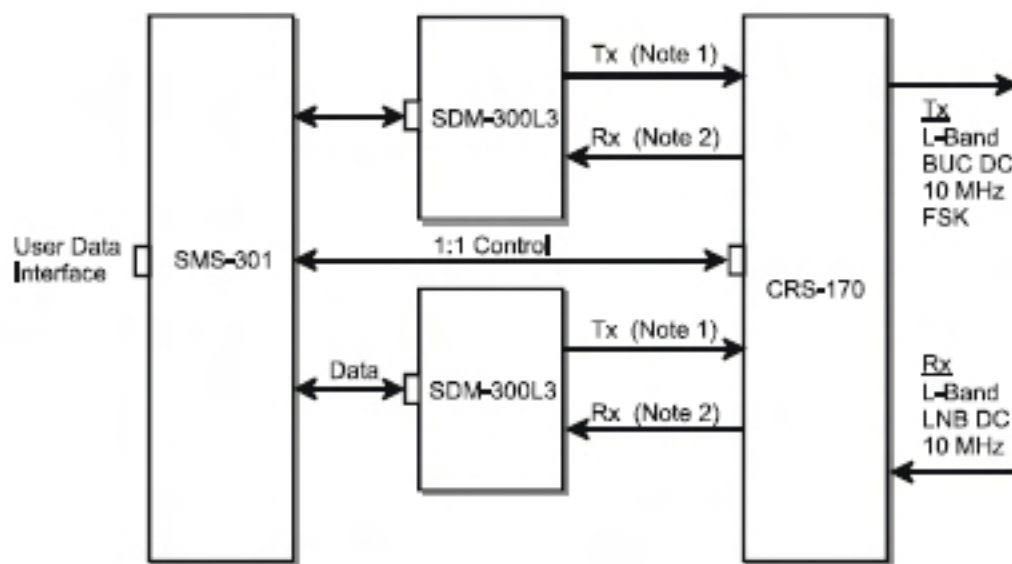 Tx (Note 1)
SDM-300L3
Rx (Note 2)
Tx
L-Band
BUC DC
10 MHz
FSK
User Data
Interface
SMS-301
1:1 Control
CRS-170
Tx (Note 1)
Data
SDM-300L3
Rx (Note 2)
Rx
L-Band
LNB DC
10 MHz